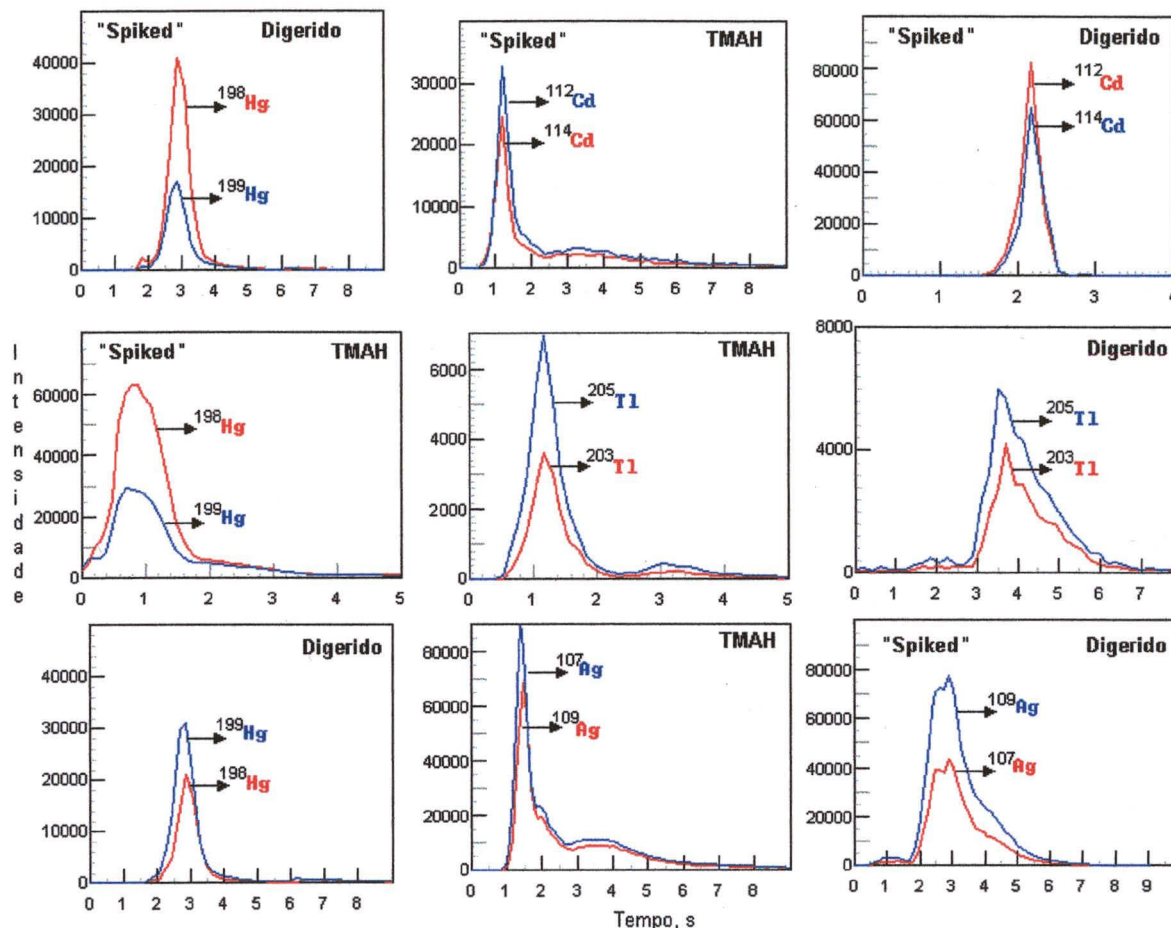 "Spiked" Digerido
40000
30000
20000
10000
0
198Hg
199Hg
0 1 2 3 4 5 6 7 8
"Spiked" TMAH
30000
20000
10000
0
112Cd
114Cd
0 1 2 3 4 5 6 7 8
"Spiked" Digerido
80000
60000
40000
20000
0
112Cd
114Cd
0 1 2 3 4
Intensidade
"Spiked" TMAH
60000
40000
20000
0
198Hg
199Hg
0 1 2 3 4 5
TMAH
6000
4000
2000
0
205Tl
203Tl
0 1 2 3 4 5
Digerido
8000
4000
0
205Tl
203Tl
0 1 2 3 4 5 6 7
Digerido
40000
30000
20000
10000
0
199Hg
198Hg
0 1 2 3 4 5 6 7 8
TMAH
80000
60000
40000
20000
0
107Ag
109Ag
0 1 2 3 4 5 6 7 8
"Spiked" Digerido
80000
60000
40000
20000
0
109Ag
107Ag
0 1 2 3 4 5 6 7 8 9
Tempo, s